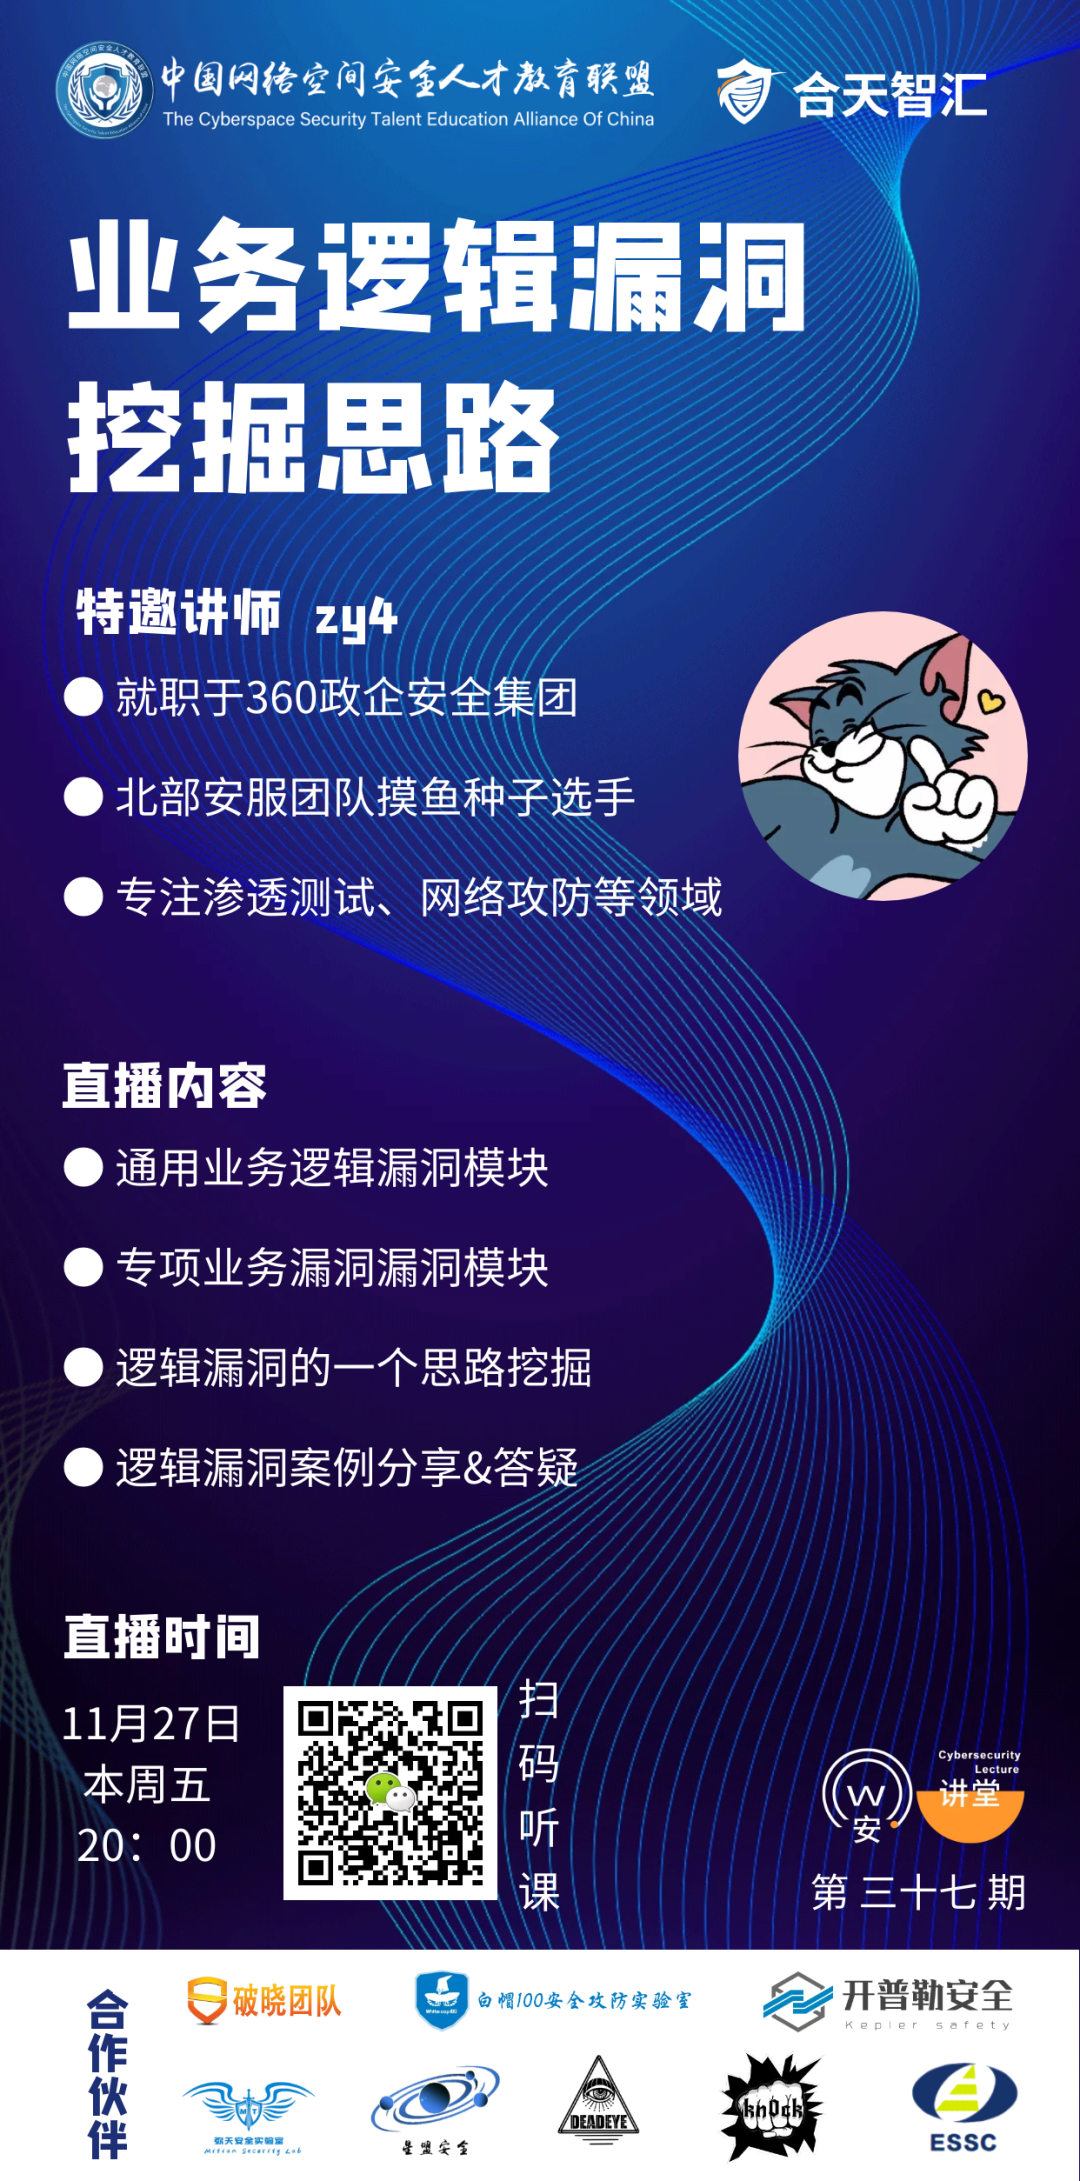 中国网络空间安全人才教育联盟
The Cyberspace Security Talent Education Alliance Of China
合天智汇
业务逻辑漏洞
挖掘思路
特邀讲师 zy4
● 就职于360政企安全集团
● 北部安服团队摸鱼种子选手
● 专注渗透测试、网络攻防等领域
直播内容
● 通用业务逻辑漏洞模块
● 专项业务漏洞漏洞模块
● 逻辑漏洞的一个思路挖掘
● 逻辑漏洞案例分享&答疑
直播时间
11月27日
本周五
20：00
扫
码
听
课
Cybersecurity
Lecture
W
安
讲堂
第 三十七 期
合
作
伙
伴
破晓团队
白帽100安全攻防实验室
开普勒安全
Kepler safety
MT
弥天安全实验室
Mitian Security Lab
星盟安全
DEADEYE
kn0ck
ESSC